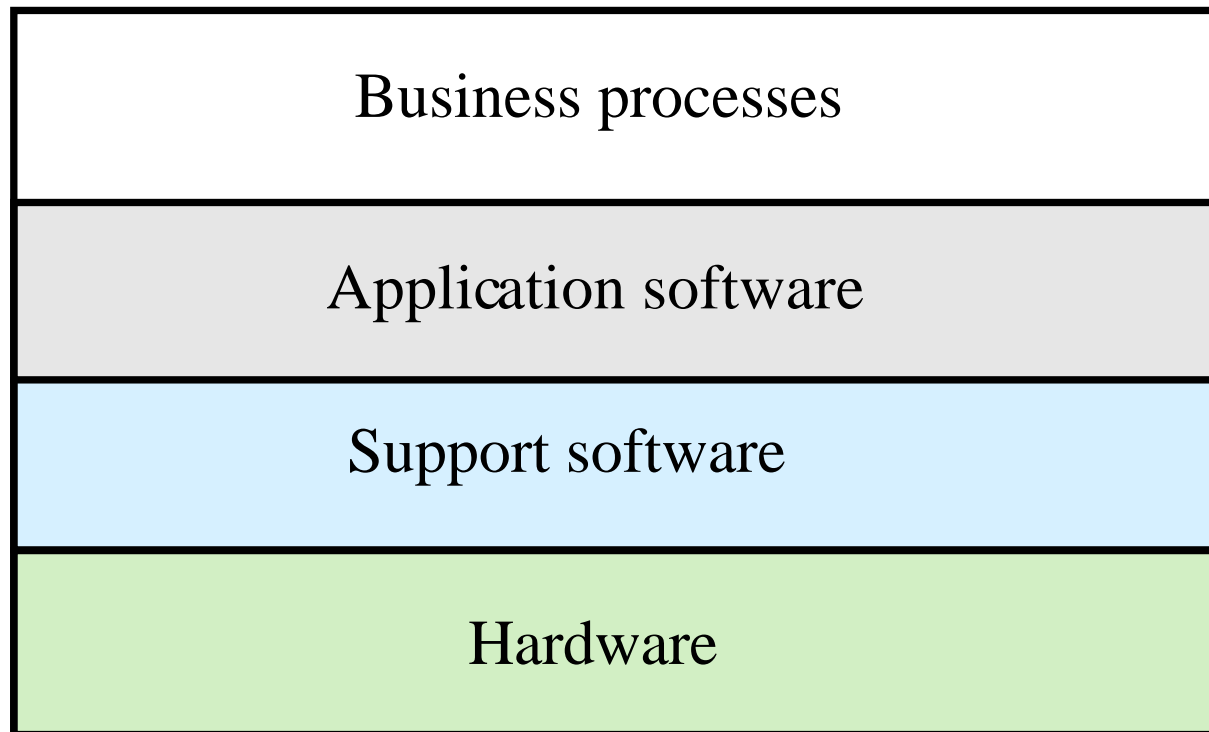 Business processes
Application software
Support software
Hardware